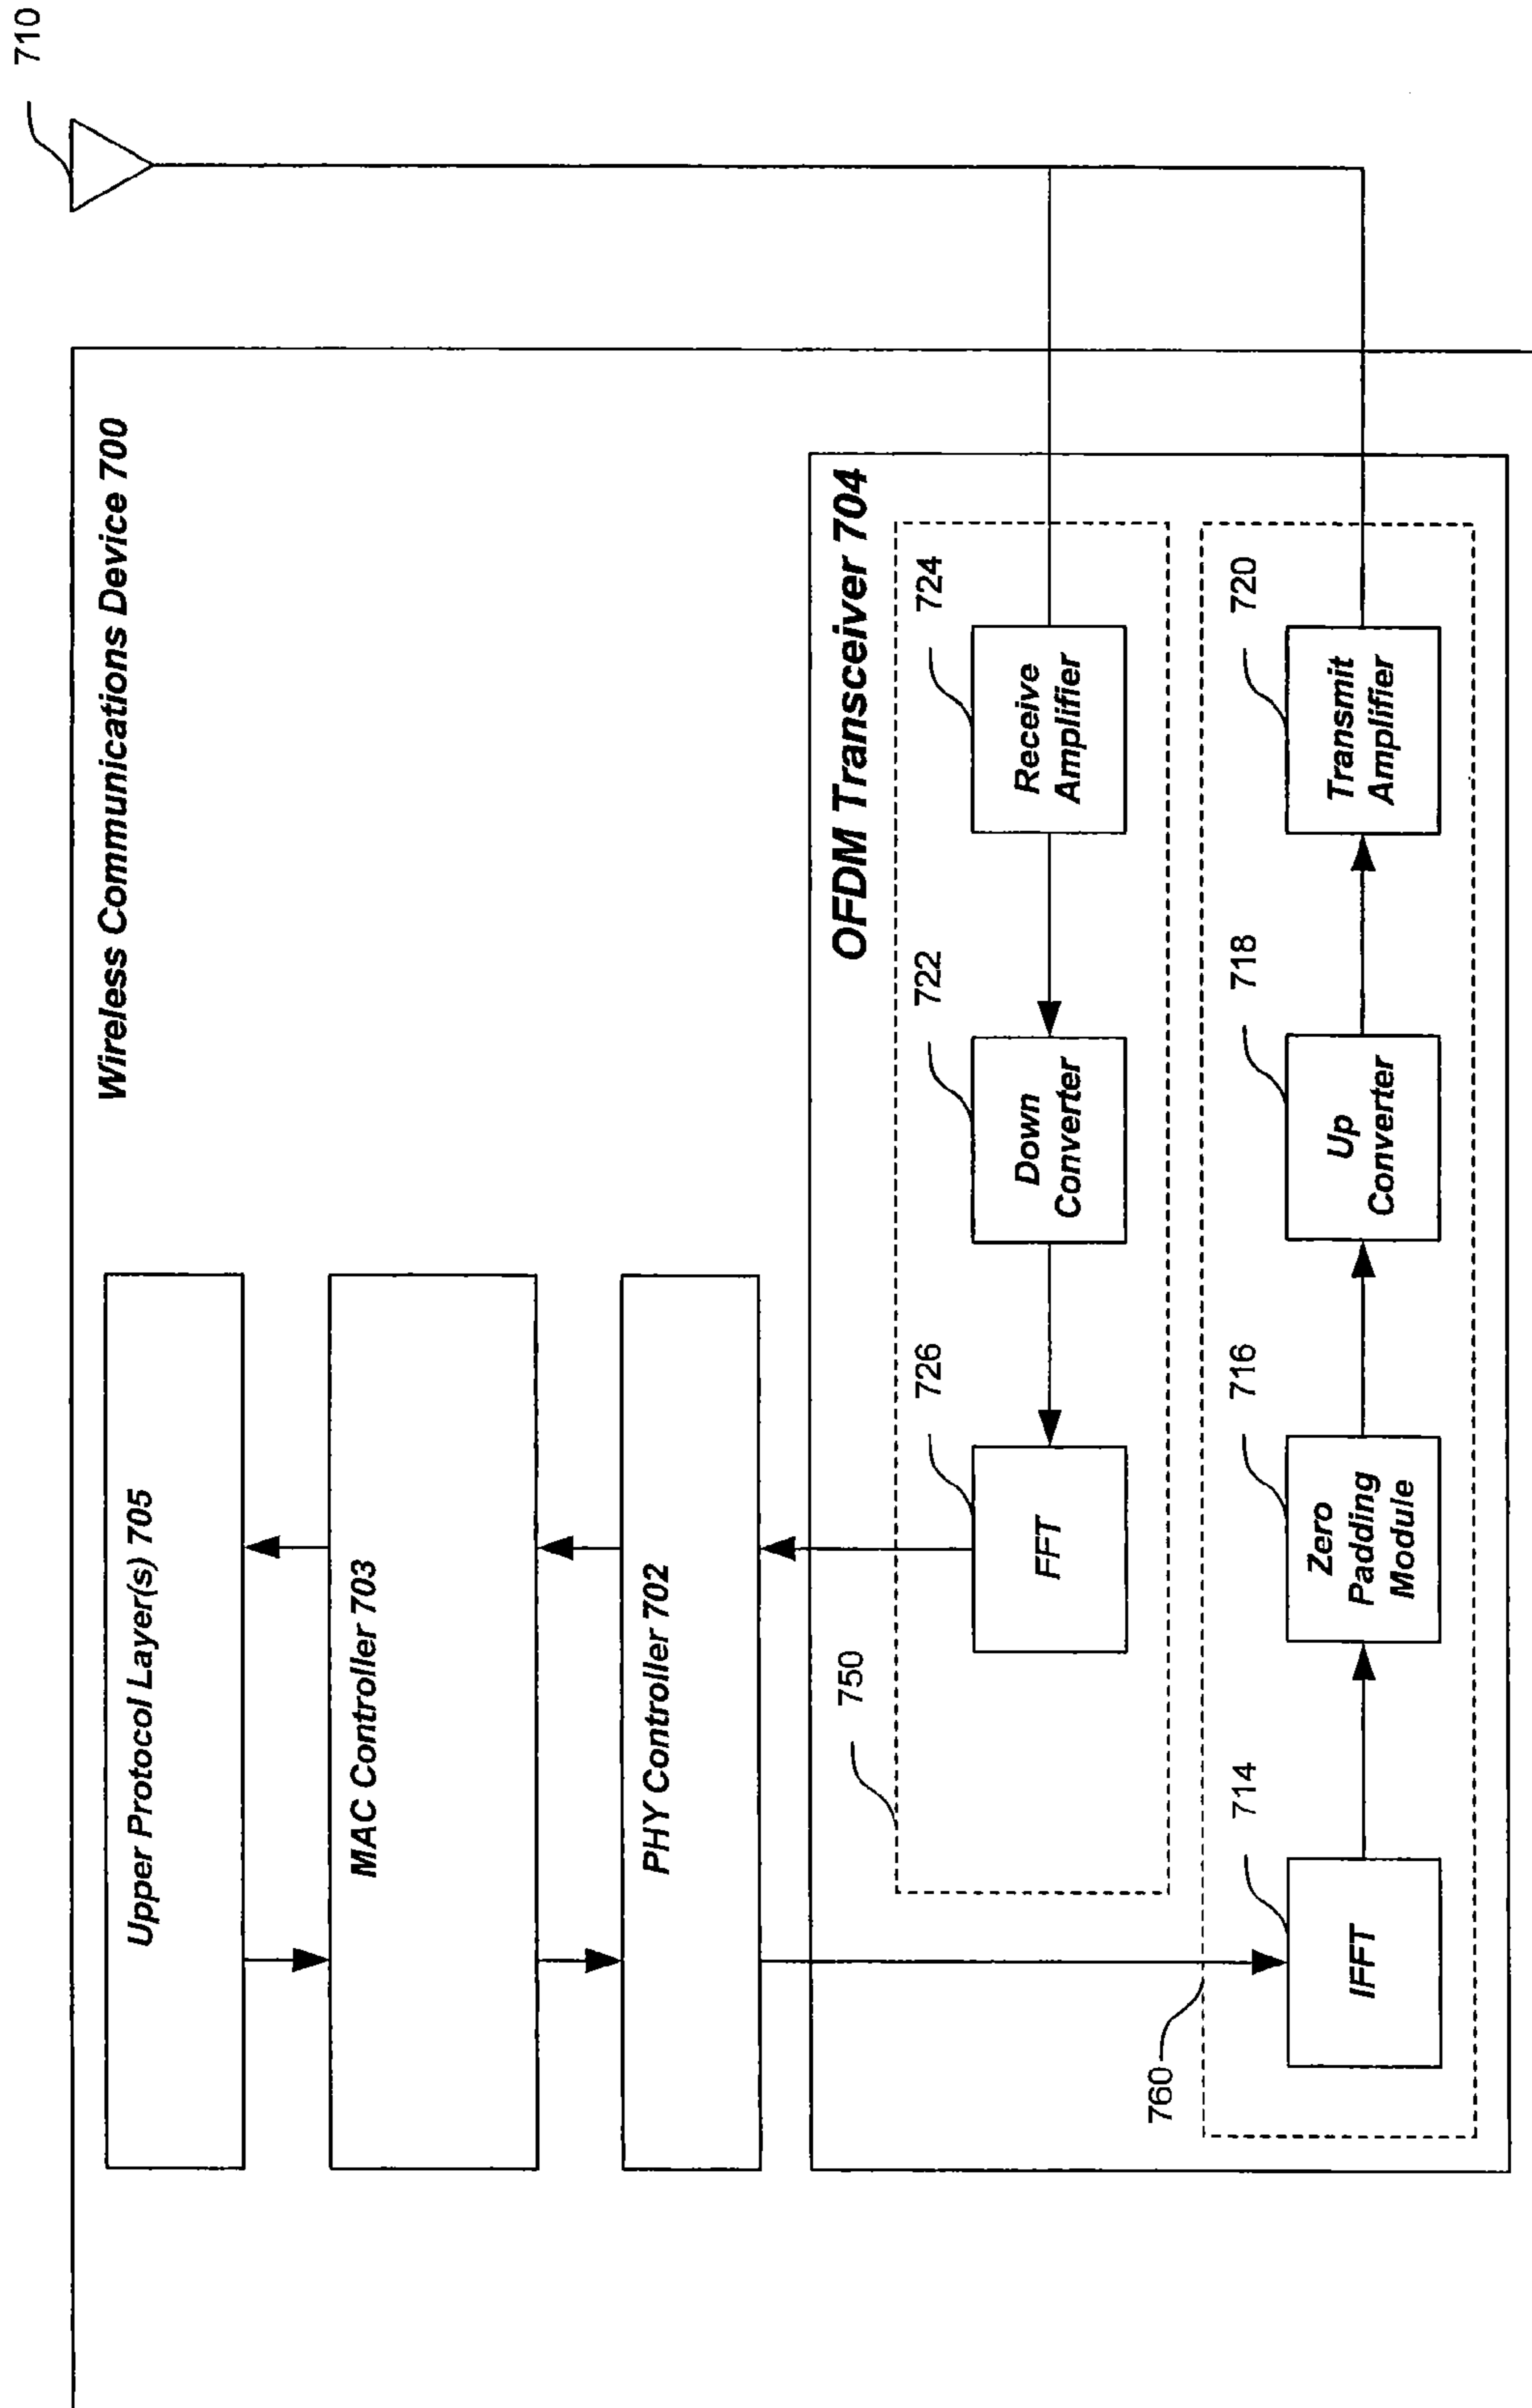 710
Wireless Communications Device 700
Upper Protocol Layer(s) 705
MAC Controller 703
PHY Controller 702
OFDM Transceiver 704
750
726
722
724
FFT
Down
Converter
Receive
Amplifier
760
714
716
718
720
IFFT
Zero
Padding
Module
Up
Converter
Transmit
Amplifier